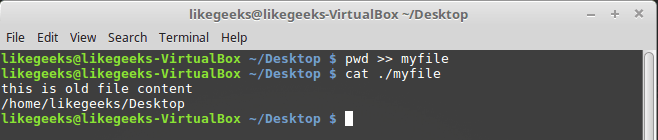 likegeeks@likegeeks-VirtualBox ~/Desktop
File Edit View Search Terminal Help
likegeeks@likegeeks-VirtualBox ~/Desktop $ pwd >> myfile
likegeeks@likegeeks-VirtualBox ~/Desktop $ cat ./myfile
this is old file content
/home/likegeeks/Desktop
likegeeks@likegeeks-VirtualBox ~/Desktop $